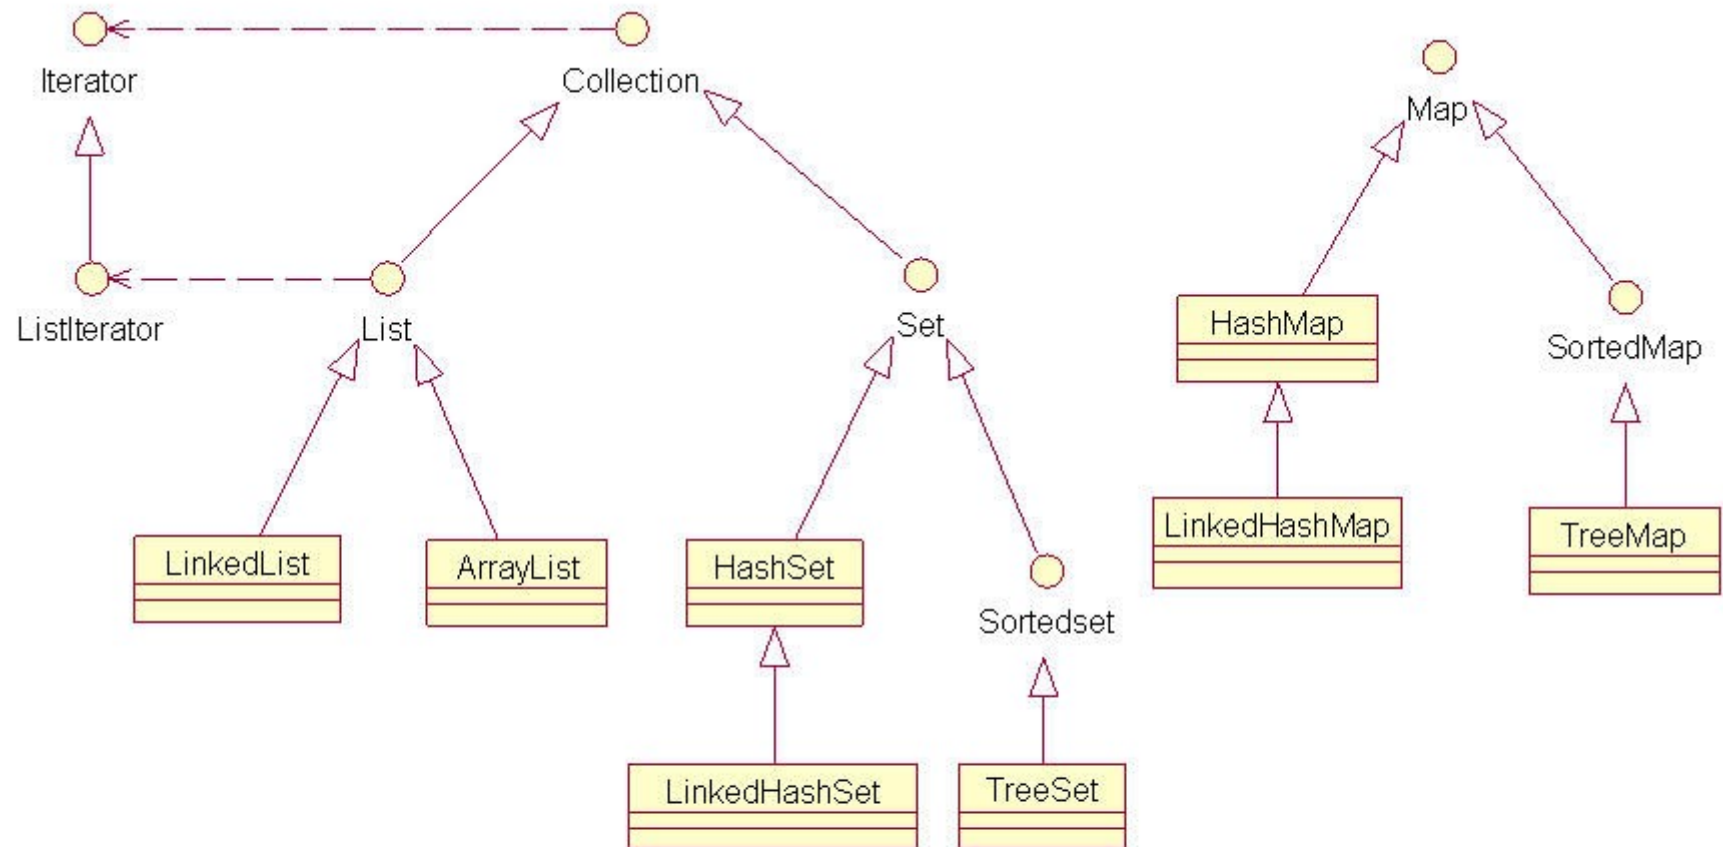 Iterator
Collection
Map
ListIterator
List
Set
HashMap
SortedMap
LinkedList
ArrayList
HashSet
Sortedset
LinkedHashMap
TreeMap
LinkedHashSet
TreeSet